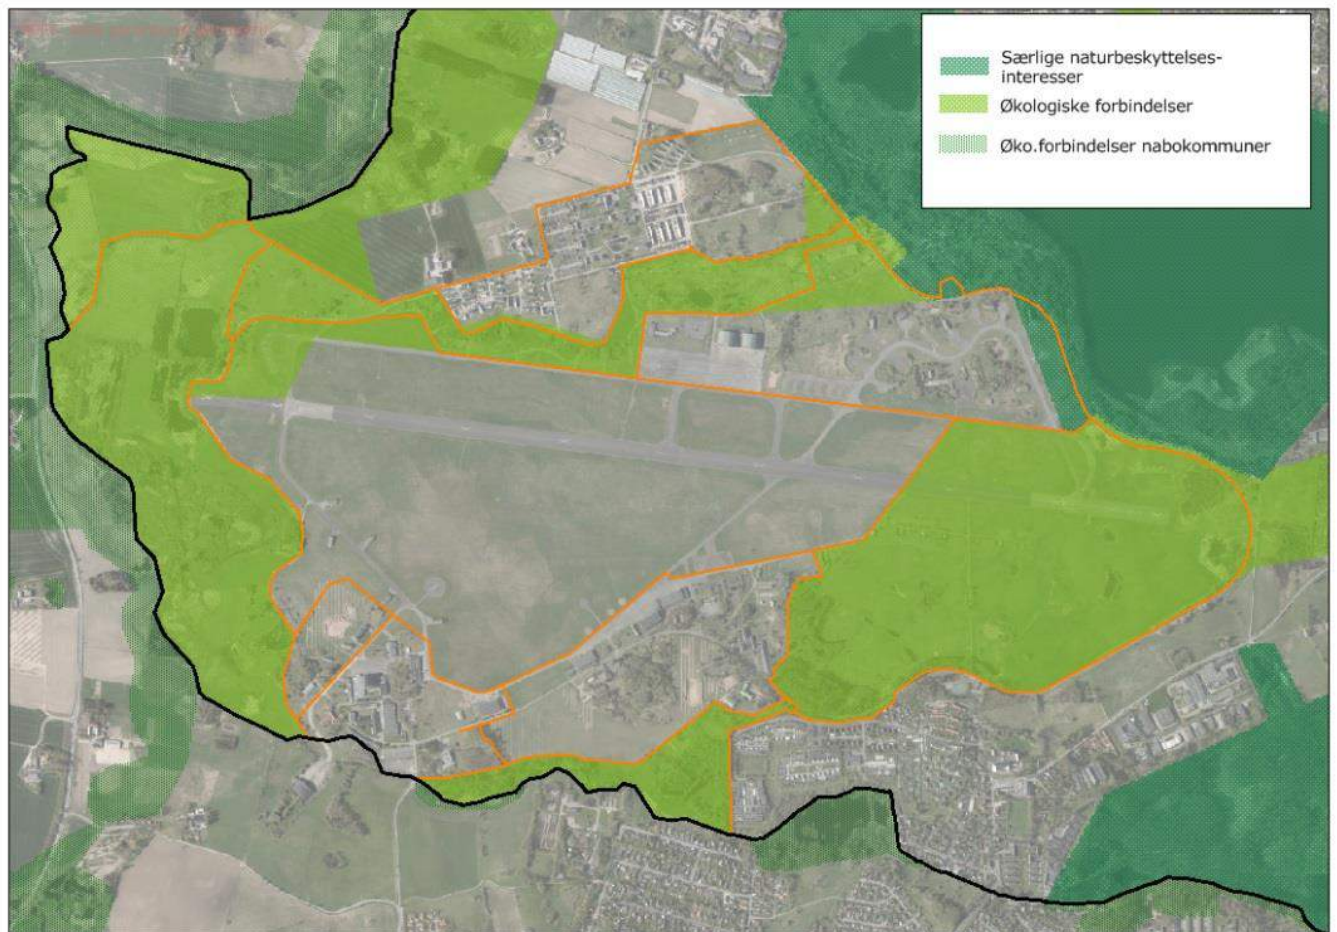 Særlige naturbeskyttelses-
interesser
Økologiske forbindelser
Øko.forbindelser nabokommuner